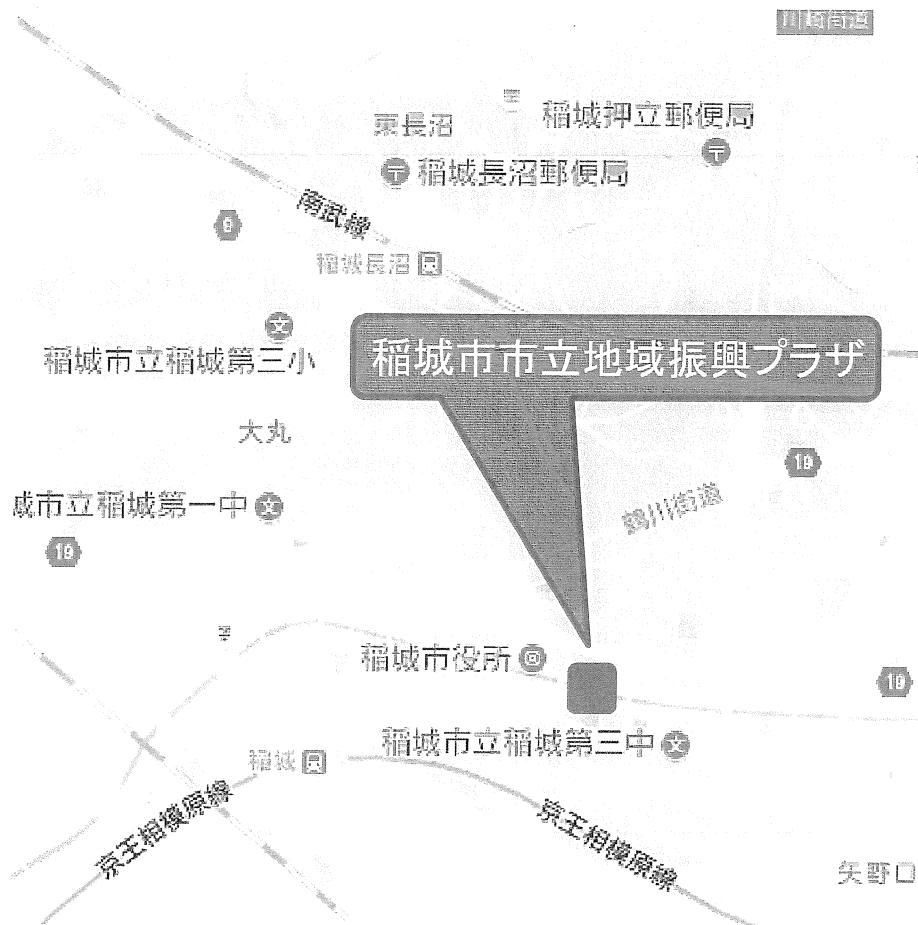 川崎街道
稲城押立郵便局
東長沼
稲城長沼郵便局
南武線
9
稲城長沼
稲城市立稲城第三小
稲城市市立地域振興プラザ
大丸
19
城市立稲城第一中
鶴川街道
19
稲城市役所
19
稲城市立稲城第三中
稲城
京王相模原線
京王相模原線
矢野口